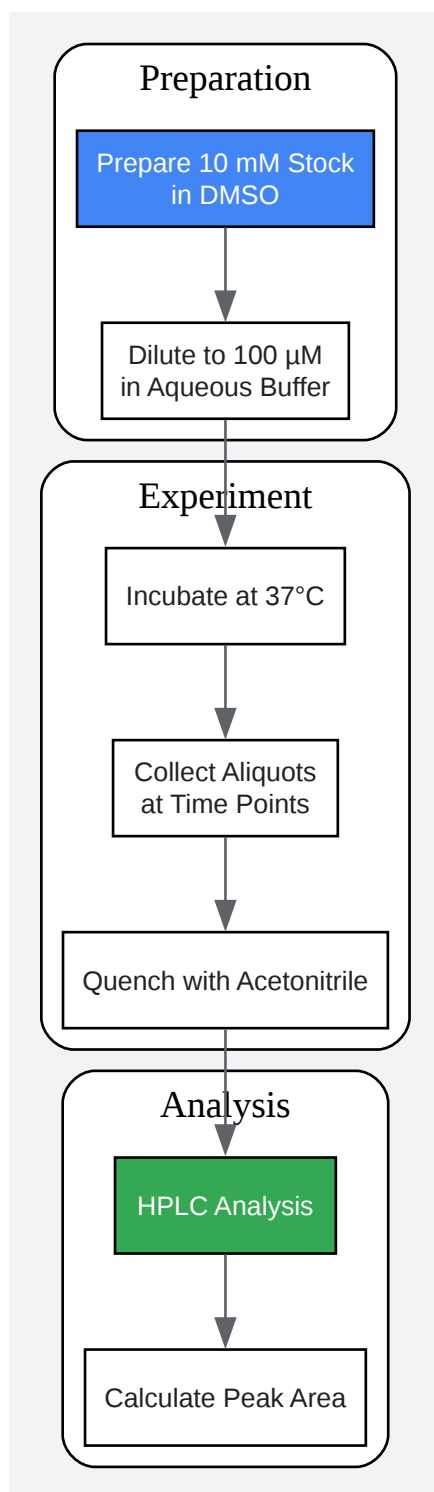 Preparation
Prepare 10 mM Stock
in DMSO
Dilute to 100 µM
in Aqueous Buffer
Experiment
Incubate at 37°C
Collect Aliquots
at Time Points
Quench with Acetonitrile
Analysis
HPLC Analysis
Calculate Peak Area